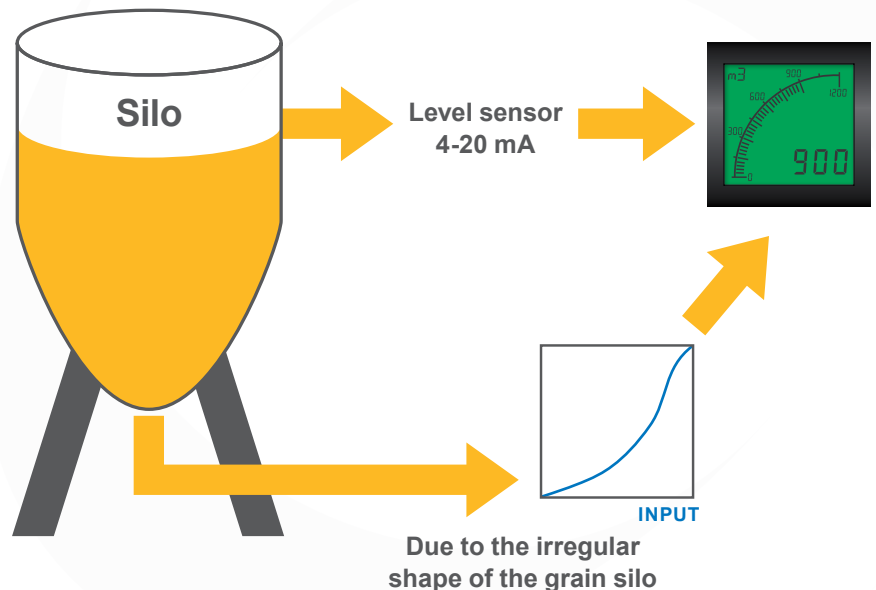 Silo
Level sensor
4-20 mA
m3
900
600
1200
300
0
900
INPUT
Due to the irregular
shape of the grain silo